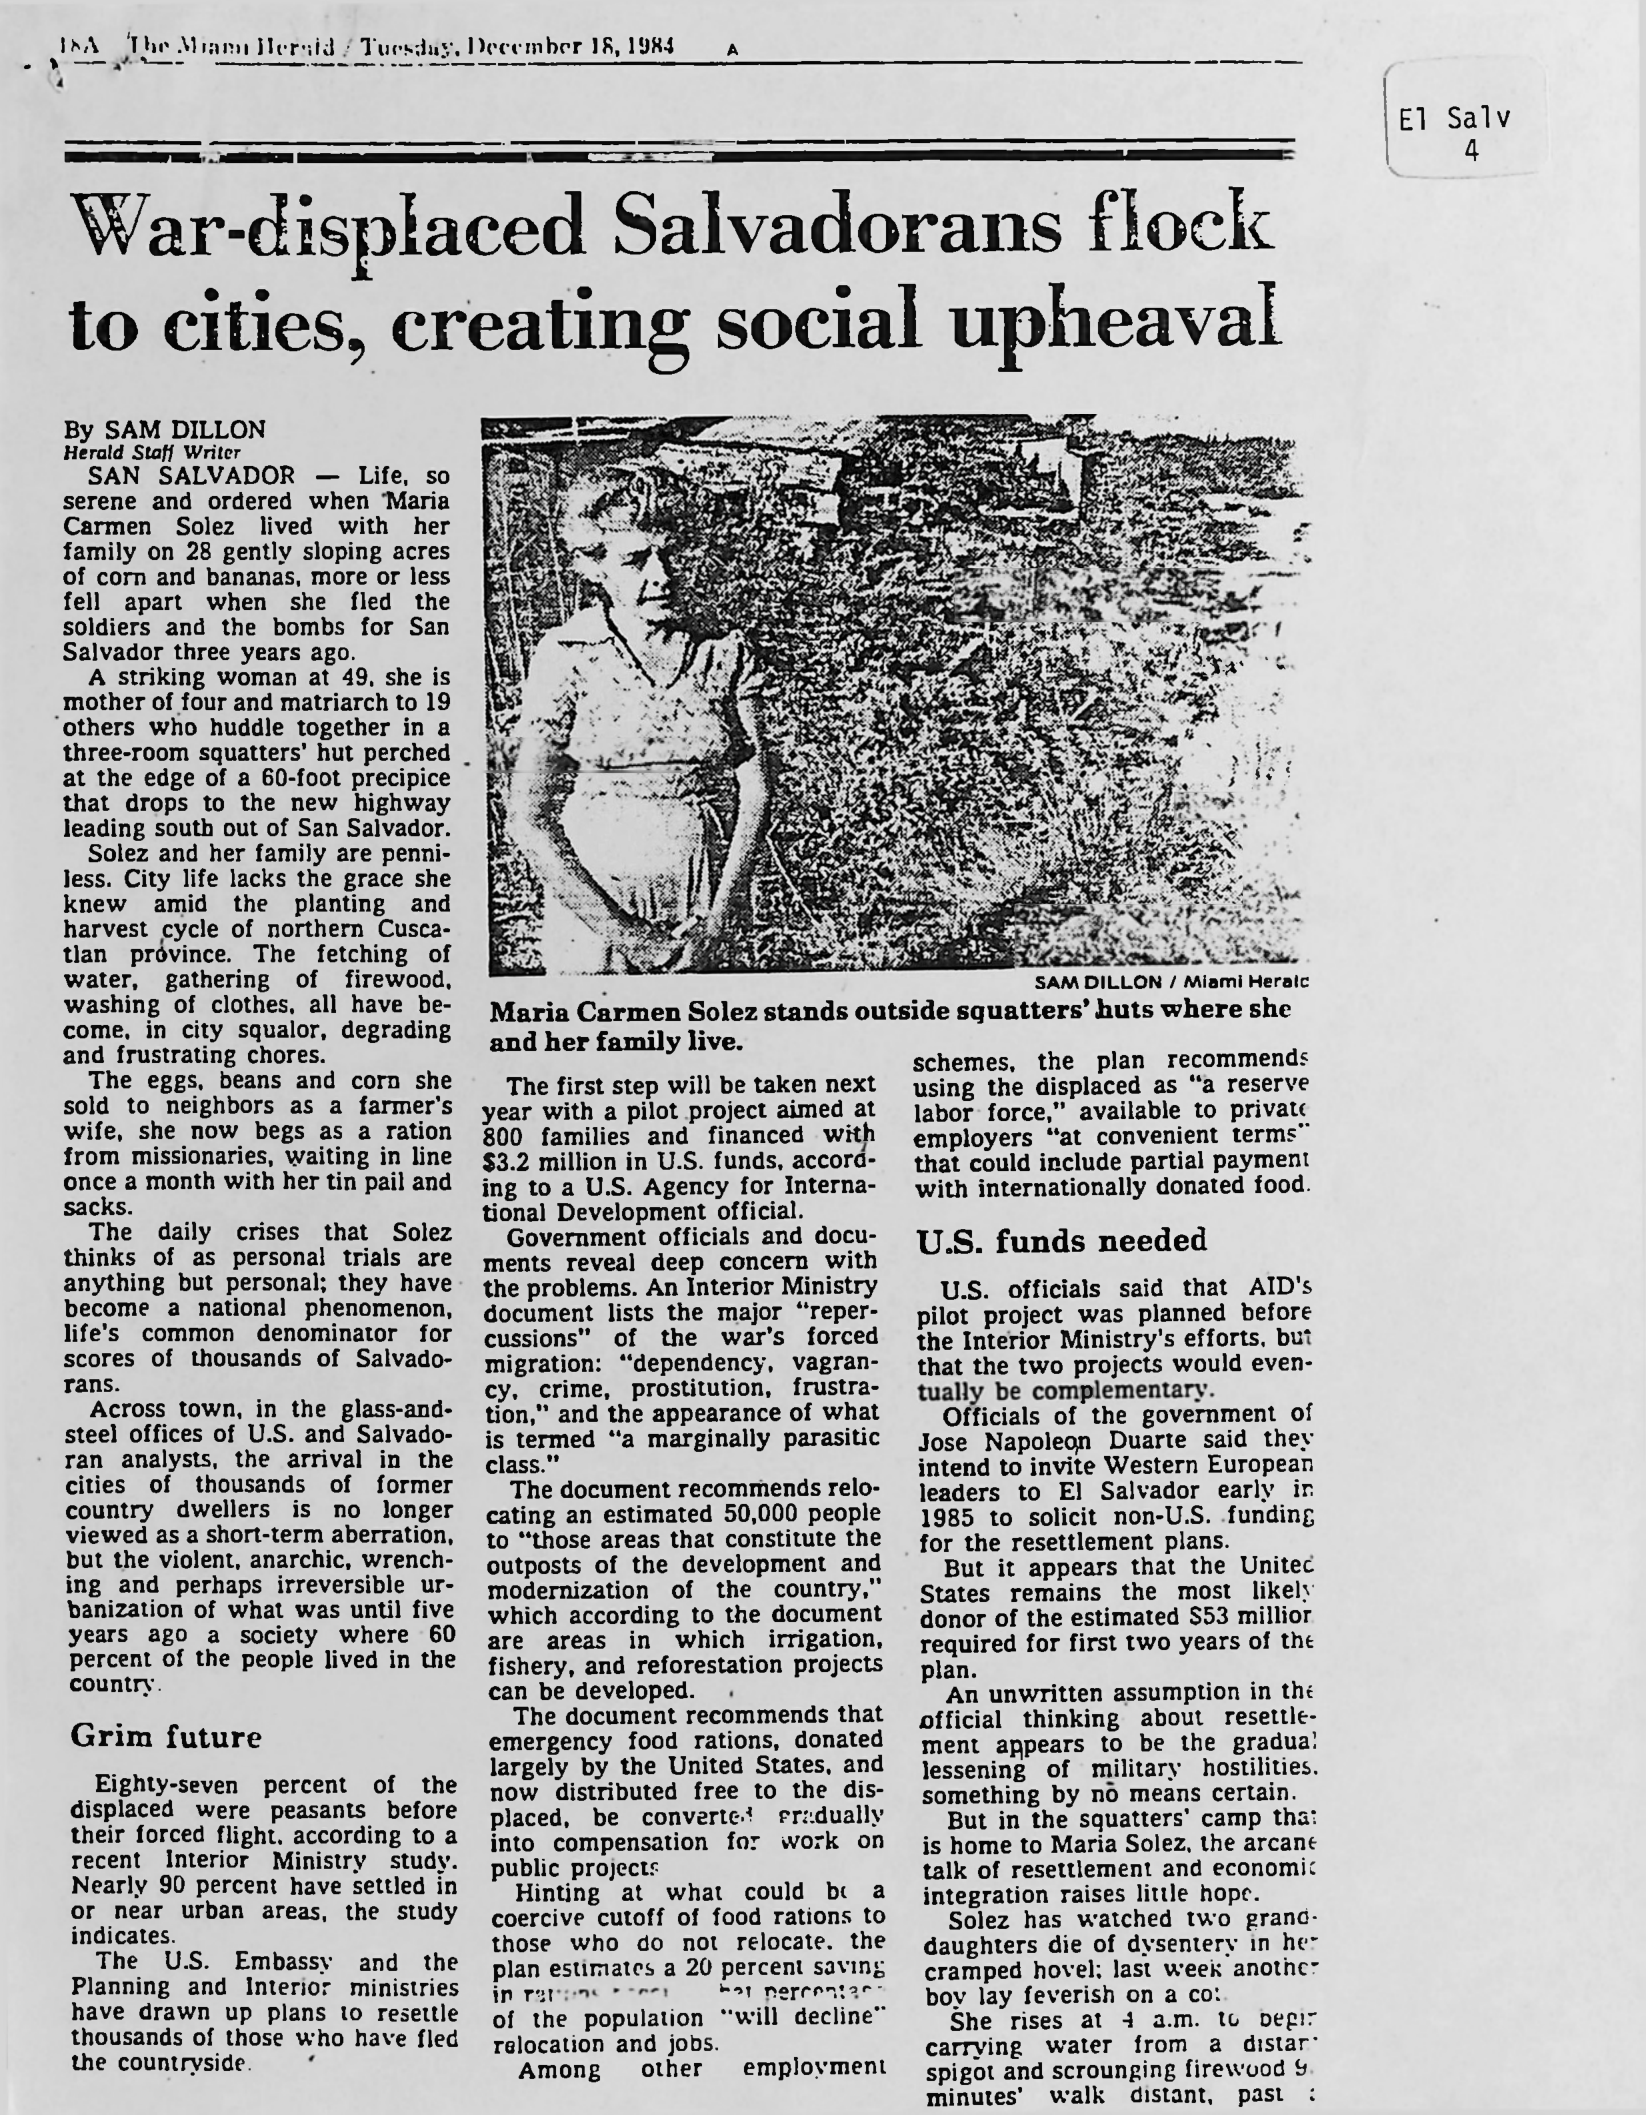 18A The Miami Herald / Tuesday, December 18, 1984 A
El Salv
4
War-displaced Salvadorans flock
to cities, creating social upheaval
By SAM DILLON
Herald Staff Writer
SAN SALVADOR — Life, so
serene and ordered when Maria
Carmen Solez lived with her
family on 28 gently sloping acres
of corn and bananas, more or less
fell apart when she fled the
soldiers and the bombs for San
Salvador three years ago.
A striking woman at 49, she is
mother of four and matriarch to 19
others who huddle together in a
three-room squatters' hut perched
at the edge of a 60-foot precipice
that drops to the new highway
leading south out of San Salvador.
Solez and her family are penni-
less. City life lacks the grace she
knew amid the planting and
harvest cycle of northern Cusca-
tlan province. The fetching of
water, gathering of firewood,
washing of clothes, all have be-
come, in city squalor, degrading
and frustrating chores.
The eggs, beans and corn she
sold to neighbors as a farmer's
wife, she now begs as a ration
from missionaries, waiting in line
once a month with her tin pail and
sacks.
The daily crises that Solez
thinks of as personal trials are
anything but personal; they have
become a national phenomenon,
life's common denominator for
scores of thousands of Salvado-
rans.
Across town, in the glass-and-
steel offices of U.S. and Salvado-
ran analysts, the arrival in the
cities of thousands of former
country dwellers is no longer
viewed as a short-term aberration,
but the violent, anarchic, wrench-
ing and perhaps irreversible ur-
banization of what was until five
years ago a society where 60
percent of the people lived in the
country.
Grim future
Eighty-seven percent of the
displaced were peasants before
their forced flight, according to a
recent Interior Ministry study.
Nearly 90 percent have settled in
or near urban areas, the study
indicates.
The U.S. Embassy and the
Planning and Interior ministries
have drawn up plans to resettle
thousands of those who have fled
the countryside.
SAM DILLON / Miami Herald
Maria Carmen Solez stands outside squatters' huts where she
and her family live.
The first step will be taken next
year with a pilot project aimed at
800 families and financed with
$3.2 million in U.S. funds, accord-
ing to a U.S. Agency for Interna-
tional Development official.
Government officials and docu-
ments reveal deep concern with
the problems. An Interior Ministry
document lists the major "reper-
cussions" of the war's forced
migration: "dependency, vagran-
cy, crime, prostitution, frustra-
tion," and the appearance of what
is termed "a marginally parasitic
class."
The document recommends relo-
cating an estimated 50,000 people
to "those areas that constitute the
outposts of the development and
modernization of the country,"
which according to the document
are areas in which irrigation,
fishery, and reforestation projects
can be developed.
The document recommends that
emergency food rations, donated
largely by the United States, and
now distributed free to the dis-
placed, be converted gradually
into compensation for work on
public projects
Hinting at what could be a
coercive cutoff of food rations to
those who do not relocate, the
plan estimates a 20 percent saving
in
of the population "will decline"
relocation and jobs.
Among other employment
schemes, the plan recommends
using the displaced as "a reserve
labor force," available to private
employers "at convenient terms"
that could include partial payment
with internationally donated food.
U.S. funds needed
U.S. officials said that AID's
pilot project was planned before
the Interior Ministry's efforts, but
that the two projects would even-
tually be complementary.
Officials of the government of
Jose Napoleon Duarte said they
intend to invite Western European
leaders to El Salvador early in
1985 to solicit non-U.S. funding
for the resettlement plans.
But it appears that the United
States remains the most likely
donor of the estimated $53 million
required for first two years of the
plan.
An unwritten assumption in the
official thinking about resettle-
ment appears to be the gradual
lessening of military hostilities,
something by no means certain.
But in the squatters' camp that
is home to Maria Solez, the arcane
talk of resettlement and economic
integration raises little hope.
Solez has watched two grand-
daughters die of dysentery in her
cramped hovel; last week another
boy lay feverish on a cot.
She rises at 4 a.m. to begin
carrying water from a distant
spigot and scrounging firewood
minutes' walk distant, past